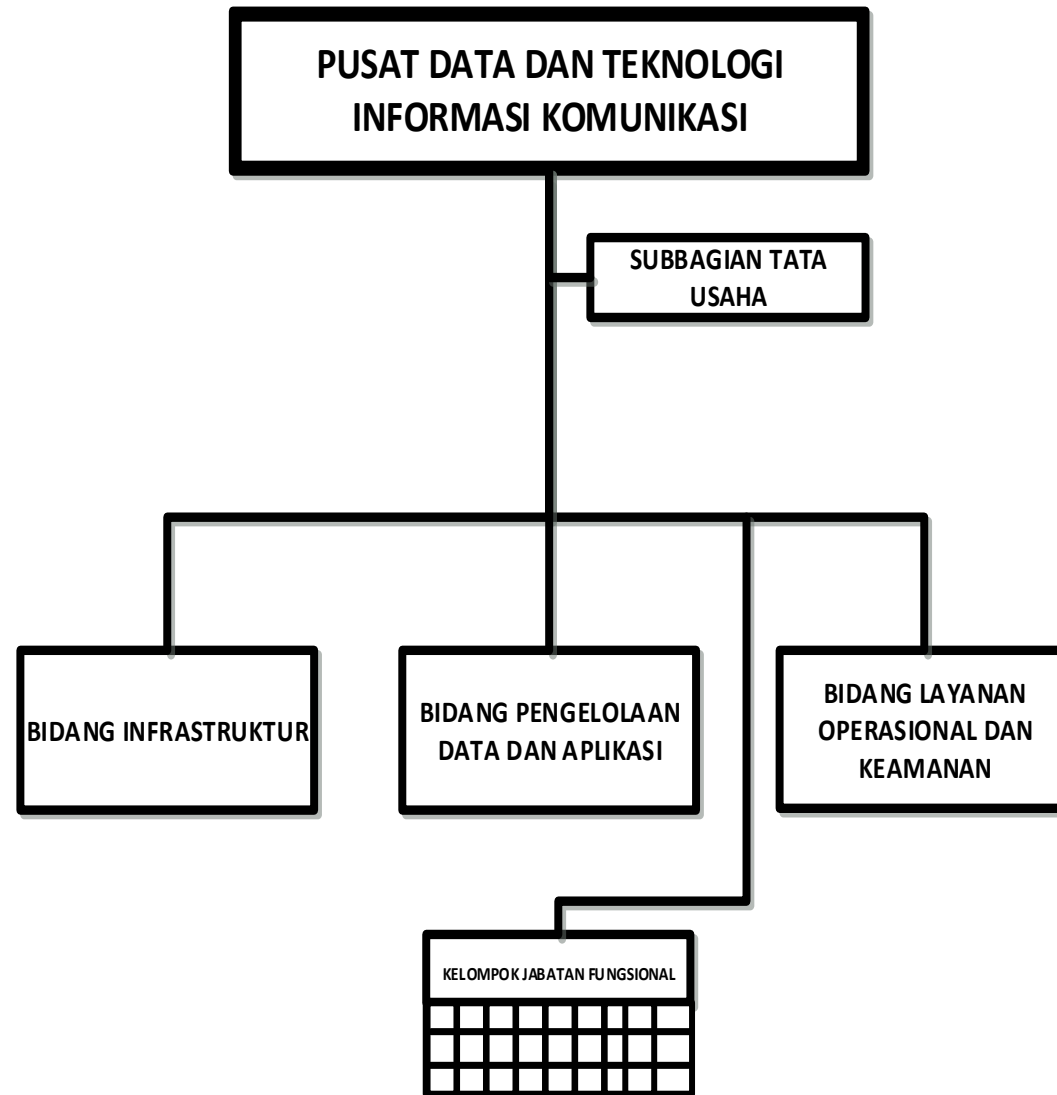 PUSAT DATA DAN TEKNOLOGI
INFORMASI KOMUNIKASI
SUBBAGIAN TATA
USAHA
BIDANG INFRASTRUKTUR
BIDANG PENGELOLAAN
DATA DAN APLIKASI
BIDANG LAYANAN
OPERASIONAL DAN
KEAMANAN
KELOMPOK JABATAN FUNGSIONAL